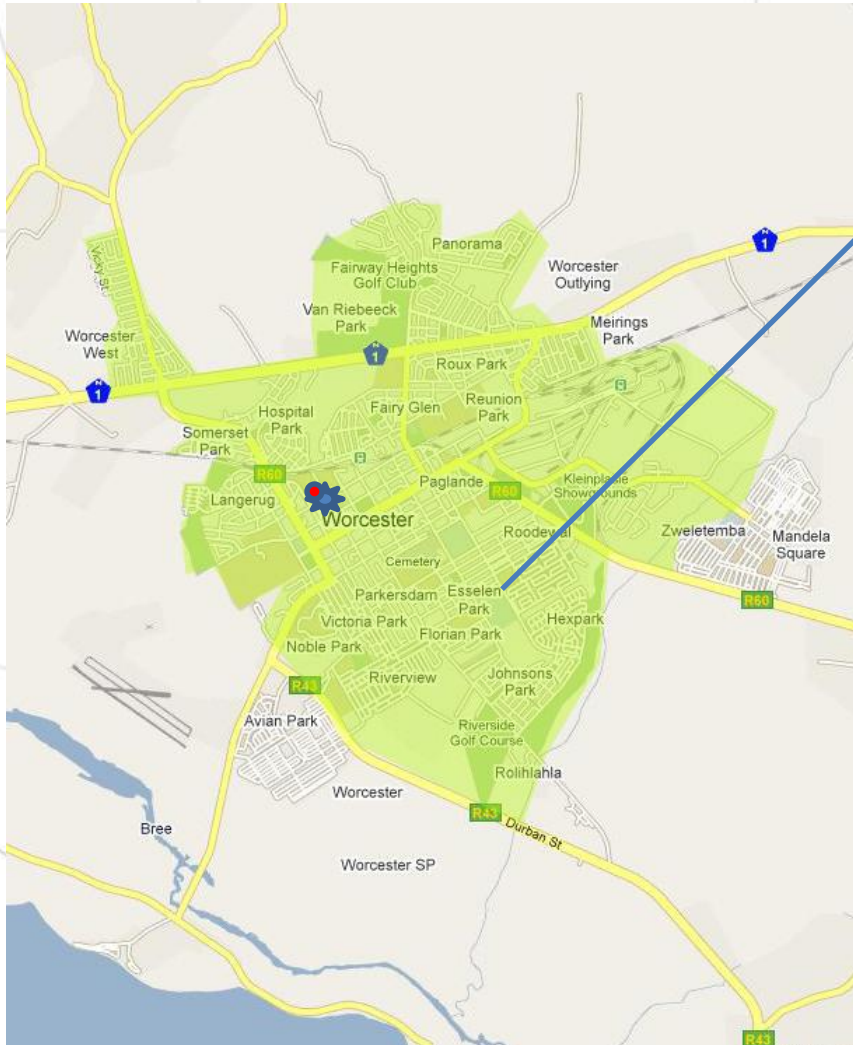 Panorama
N
1
Vicky St
Fairway Heights
Golf Club
Worcester
Outlying
Van Riebeeck
Park
Meirings
Park
Worcester
West
N
1
Roux Park
N
1
Reunion
Park
Fairy Glen
Hospital
Park
Somerset
Park
R60
Paglande
Kleinplasie
Showgrounds
R60
Langerug
Worcester
Roodewal
Zweletemba
Mandela
Square
Cemetery
Esselen
Park
Parkersdam
R60
Hexpark
Victoria Park
Florian Park
Noble Park
Riverview
Johnsons
Park
R43
Avian Park
Riverside
Golf Course
Rolihlahla
Worcester
R43
Durban St
Bree
Worcester SP
R43